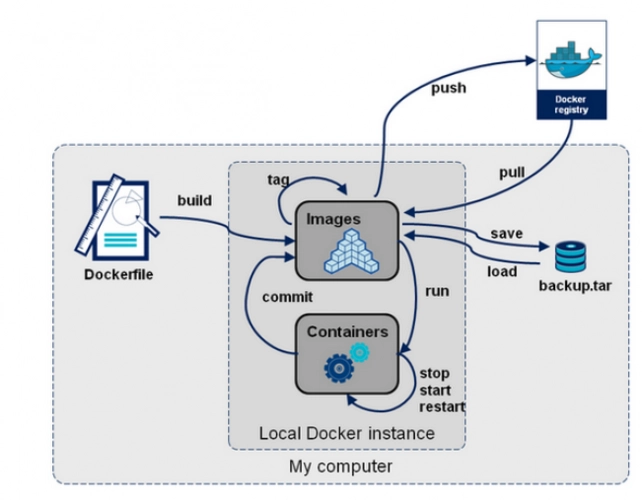 Docker
registry
push
pull
tag
build
Images
save
load
Dockerfile
backup.tar
commit
run
Containers
stop
start
restart
Local Docker instance
My computer